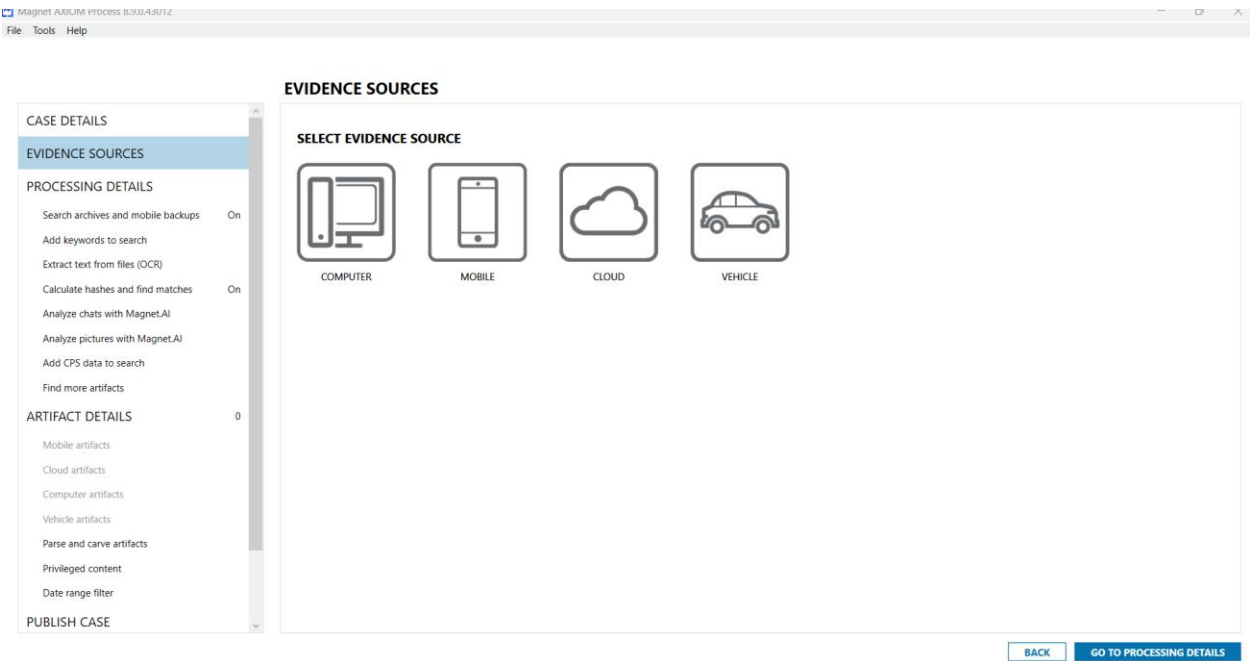 Magnet AXIOM Process 8.9.0.43012
File Tools Help
EVIDENCE SOURCES
CASE DETAILS
EVIDENCE SOURCES
PROCESSING DETAILS
Search archives and mobile backups On
Add keywords to search
Extract text from files (OCR)
Calculate hashes and find matches On
Analyze chats with Magnet.AI
Analyze pictures with Magnet.AI
Add CPS data to search
Find more artifacts
ARTIFACT DETAILS 0
Mobile artifacts
Cloud artifacts
Computer artifacts
Vehicle artifacts
Parse and carve artifacts
Privileged content
Date range filter
PUBLISH CASE
SELECT EVIDENCE SOURCE
COMPUTER MOBILE CLOUD VEHICLE
BACK GO TO PROCESSING DETAILS